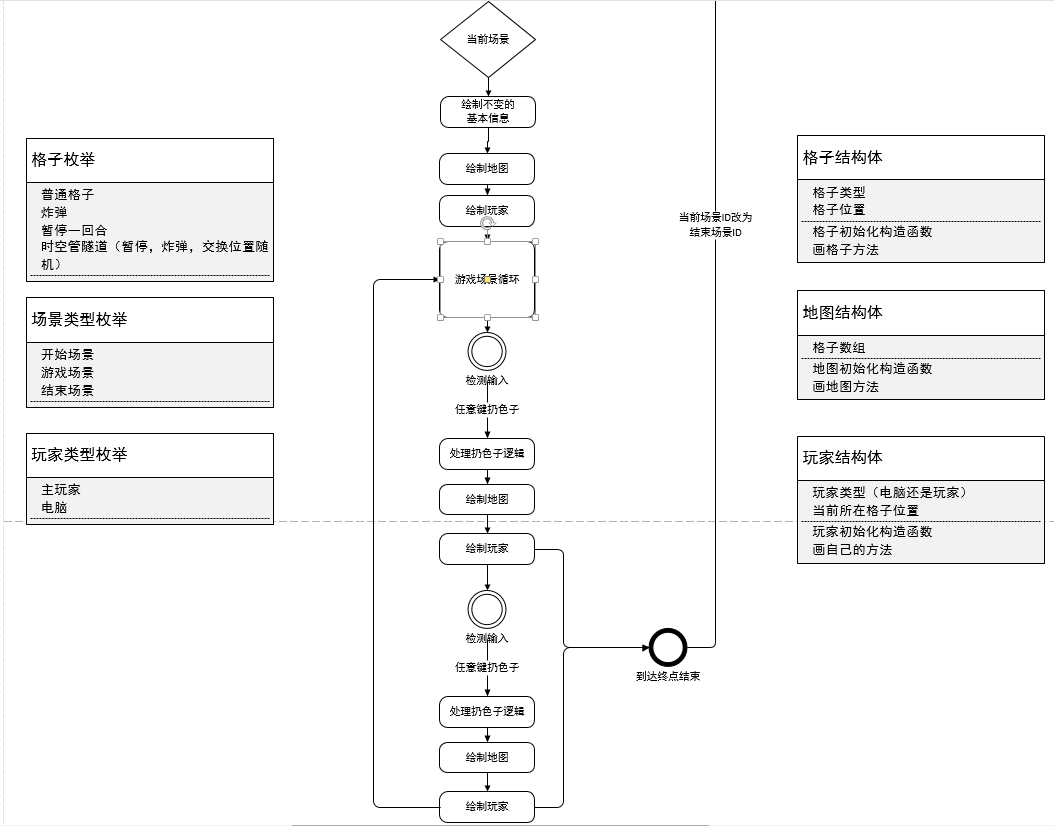 当前场景
绘制不变的
基本信息
绘制地图
绘制玩家
游戏场景循环
检测输入
任意键扔色子
处理扔色子逻辑
绘制地图
绘制玩家
检测输入
任意键扔色子
处理扔色子逻辑
绘制地图
绘制玩家
到达终点结束
当前场景ID改为
结束场景ID
格子枚举
普通格子
炸弹
暂停一回合
时空管隧道（暂停，炸弹，交换位置随
机）
场景类型枚举
开始场景
游戏场景
结束场景
玩家类型枚举
主玩家
电脑
格子结构体
格子类型
格子位置
格子初始化构造函数
画格子方法
地图结构体
格子数组
地图初始化构造函数
画地图方法
玩家结构体
玩家类型（电脑还是玩家）
当前所在格子位置
玩家初始化构造函数
画自己的方法